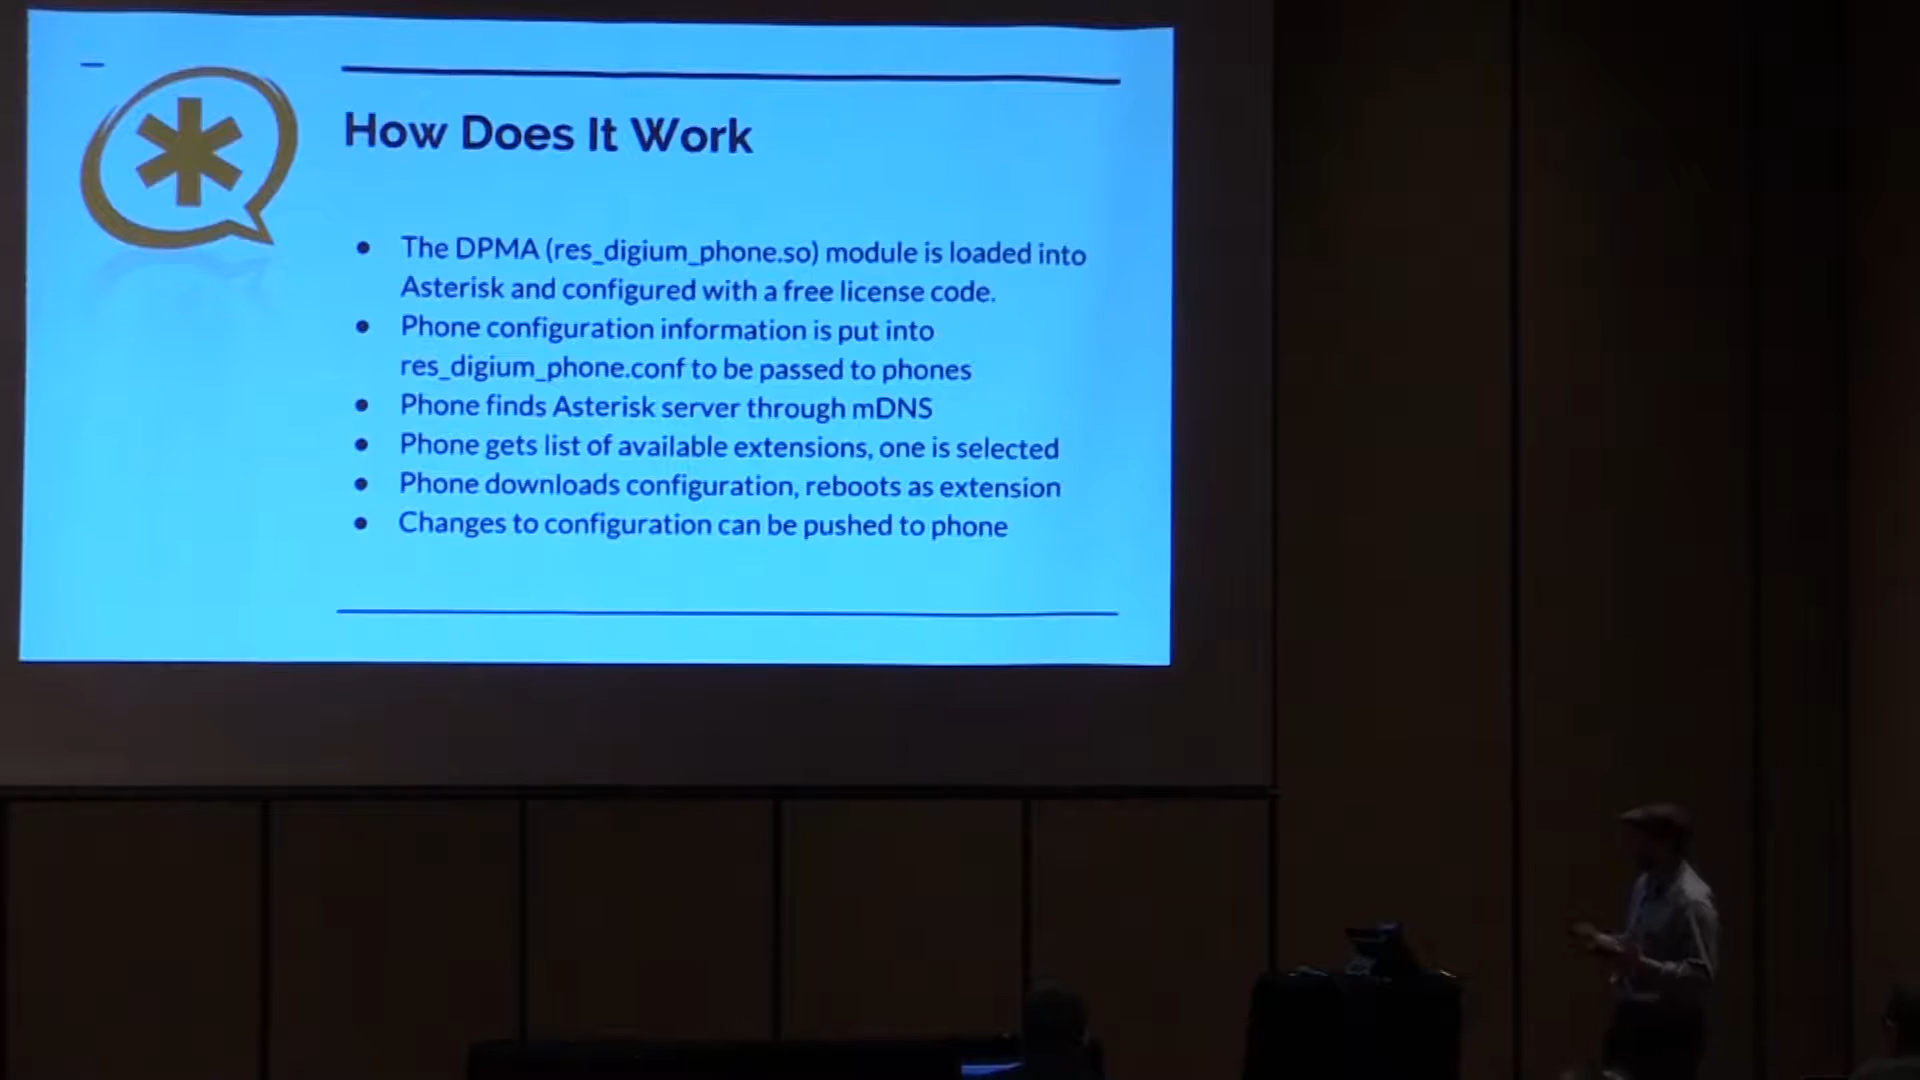 How Does It Work
● The DPMA (res_digium_phone.so) module is loaded into
Asterisk and configured with a free license code.
● Phone configuration information is put into
res_digium_phone.conf to be passed to phones
● Phone finds Asterisk server through mDNS
● Phone gets list of available extensions, one is selected
● Phone downloads configuration, reboots as extension
● Changes to configuration can be pushed to phone